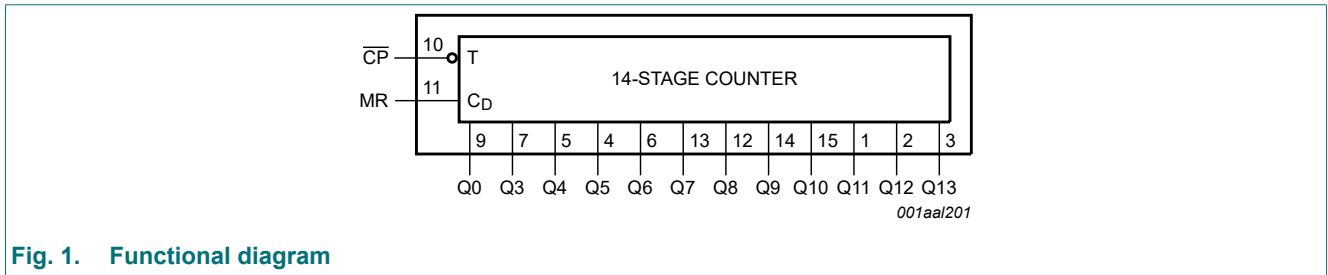 10
CP T
14-STAGE COUNTER
11
MR CD
9 7 5 4 6 13 12 14 15 1 2 3
Q0 Q3 Q4 Q5 Q6 Q7 Q8 Q9 Q10 Q11 Q12 Q13
001aal201
Fig. 1. Functional diagram